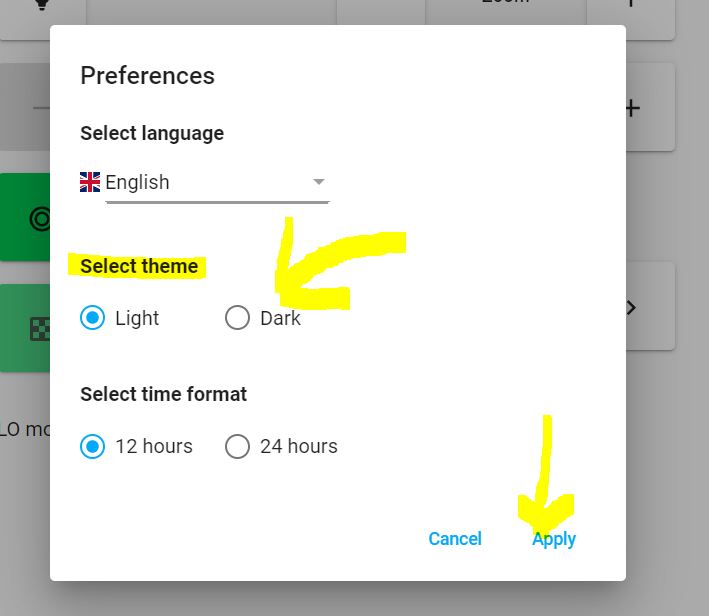 Preferences
Select language
English
Select theme
Light Dark
Select time format
12 hours 24 hours
LO mo
Cancel Apply